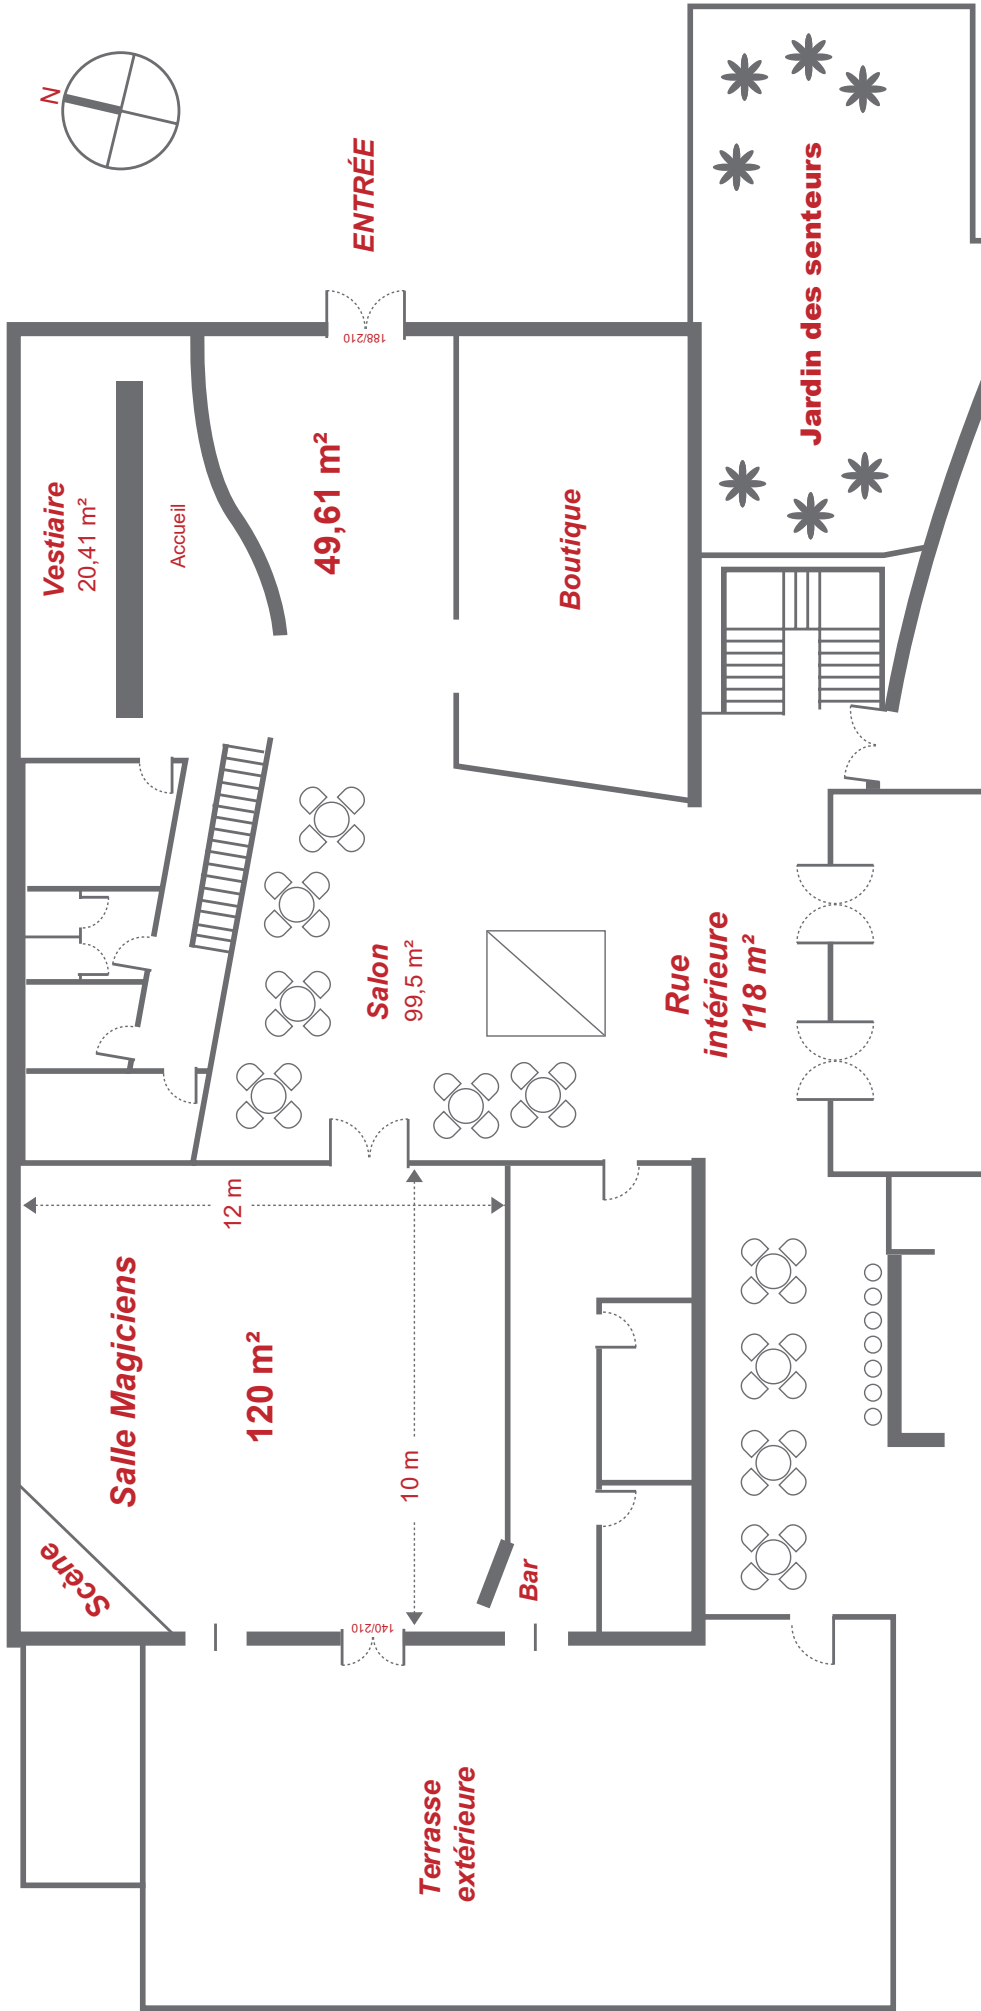 N
ENTRÉE
188/210
Vestiaire
20,41 m²
Accueil
49,61 m²
Boutique
Jardin des senteurs
Salon
99,5 m²
Rue
intérieure
118 m²
12 m
Salle Magiciens
120 m²
10 m
Scène
Bar
140/210
Terrasse
extérieure